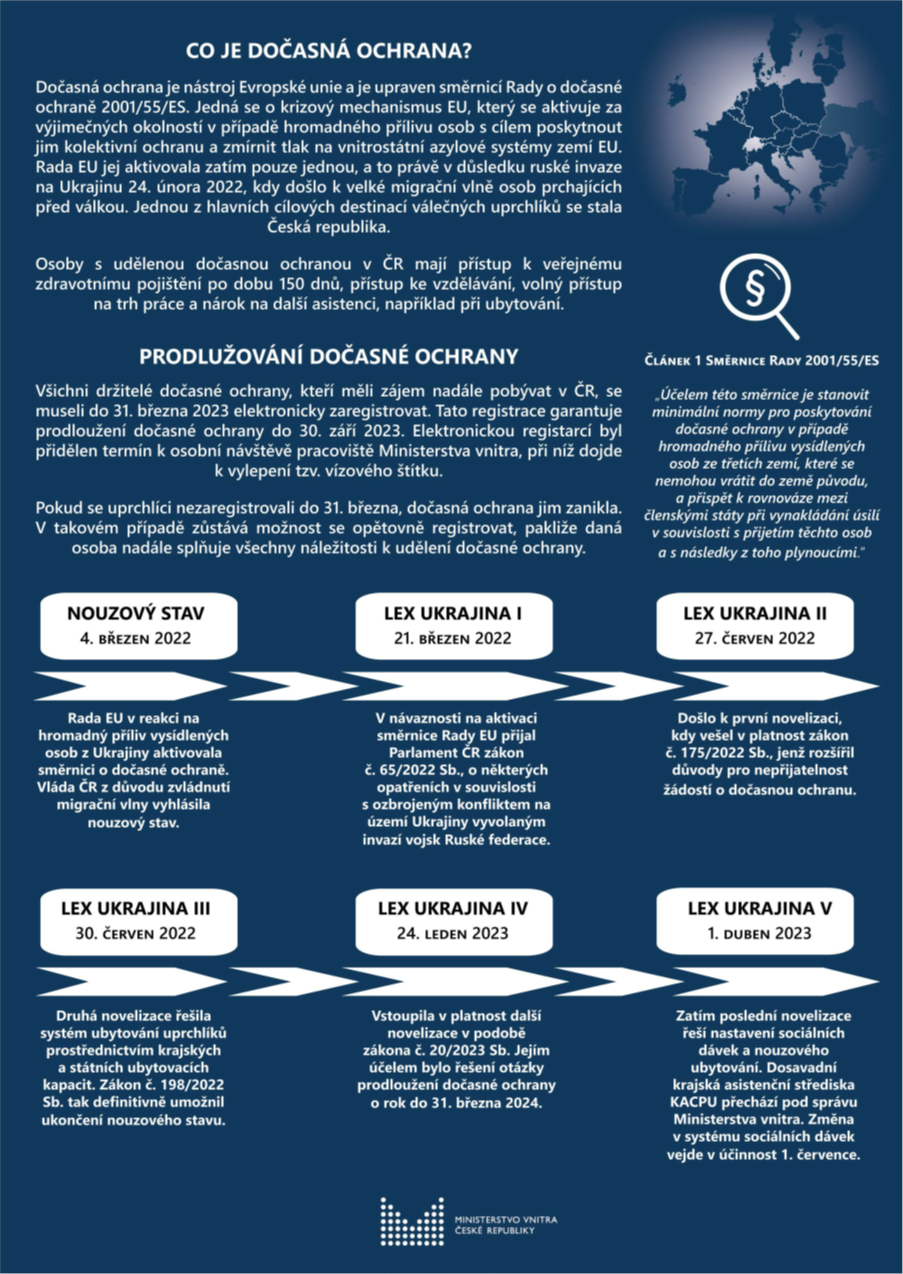 CO JE DOČASNÁ OCHRANA?
Dočasná ochrana je nástroj Evropské unie a je upraven směrnicí Rady o dočasné
ochraně 2001/55/ES. Jedná se o krizový mechanismus EU, který se aktivuje za
výjimečných okolností v případě hromadného přílivu osob s cílem poskytnout
jim kolektivní ochranu a zmírnit tlak na vnitrostátní azylové systémy zemí EU.
Rada EU jej aktivovala zatím pouze jednou, a to právě v důsledku ruské invaze
na Ukrajinu 24. února 2022, kdy došlo k velké migrační vlně osob prchajících
před válkou. Jednou z hlavních cílových destinací válečných uprchlíků se stala
Česká republika.
Osoby s udělenou dočasnou ochranou v ČR mají přístup k veřejnému
zdravotnímu pojištění po dobu 150 dnů, přístup ke vzdělávání, volný přístup
na trh práce a nárok na další asistenci, například při ubytování.
PRODLUŽOVÁNÍ DOČASNÉ OCHRANY
Všichni držitelé dočasné ochrany, kteří měli zájem nadále pobývat v ČR, se
museli do 31. března 2023 elektronicky zaregistrovat. Tato registrace garantuje
prodloužení dočasné ochrany do 30. září 2023. Elektronickou registarcí byl
přidělen termín k osobní návštěvě pracoviště Ministerstva vnitra, při níž dojde
k vylepení tzv. vízového štítku.
Pokud se uprchlíci nezaregistrovali do 31. března, dočasná ochrana jim zanikla.
V takovém případě zůstává možnost se opětovně registrovat, pakliže daná
osoba nadále splňuje všechny náležitosti k udělení dočasné ochrany.
§
ČLÁNEK 1 SMĚRNICE RADY 2001/55/ES
„Účelem této směrnice je stanovit
minimální normy pro poskytování
dočasné ochrany v případě
hromadného přílivu vysídlených
osob ze třetích zemí, které se
nemohou vrátit do země původu,
a přispět k rovnováze mezi
členskými státy při vynakládání úsilí
v souvislosti s přijetím těchto osob
a s následky z toho plynoucími."
NOUZOVÝ STAV
4. BŘEZEN 2022
Rada EU v reakci na
hromadný příliv vysídlených
osob z Ukrajiny aktivovala
směrnici o dočasné ochraně.
Vláda ČR z důvodu zvládnutí
migrační vlny vyhlásila
nouzový stav.
LEX UKRAJINA I
21. BŘEZEN 2022
V návaznosti na aktivaci
směrnice Rady EU přijal
Parlament ČR zákon
č. 65/2022 Sb., o některých
opatřeních v souvislosti
s ozbrojeným konfliktem na
území Ukrajiny vyvolaným
invazí vojsk Ruské federace.
LEX UKRAJINA II
27. ČERVEN 2022
Došlo k první novelizaci,
kdy vešel v platnost zákon
č. 175/2022 Sb., jenž rozšířil
důvody pro nepřijatelnost
žádostí o dočasnou ochranu.
LEX UKRAJINA III
30. ČERVEN 2022
Druhá novelizace řešila
systém ubytování uprchlíků
prostřednictvím krajských
a státních ubytovacích
kapacit. Zákon č. 198/2022
Sb. tak definitivně umožnil
ukončení nouzového stavu.
LEX UKRAJINA IV
24. LEDEN 2023
Vstoupila v platnost další
novelizace v podobě
zákona č. 20/2023 Sb. Jejím
účelem bylo řešení otázky
prodloužení dočasné ochrany
o rok do 31. března 2024.
LEX UKRAJINA V
1. DUBEN 2023
Zatím poslední novelizace
řeší nastavení sociálních
dávek a nouzového
ubytování. Dosavadní
krajská asistenční střediska
KACPU přechází pod správu
Ministerstva vnitra. Změna
v systému sociálních dávek
vejde v účinnost 1. července.
MINISTERSTVO VNITRA
ČESKÉ REPUBLIKY